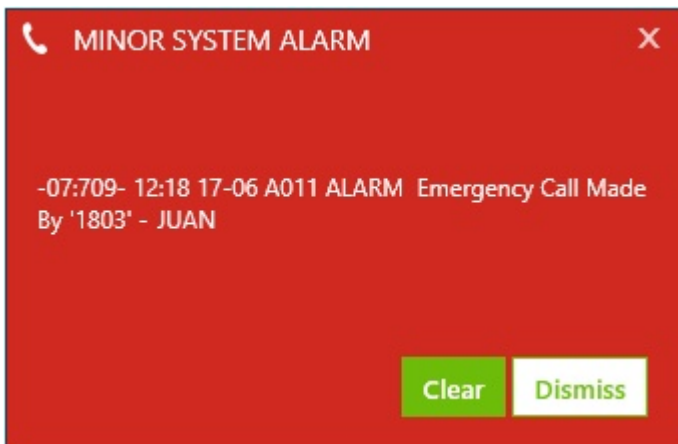 MINOR SYSTEM ALARM X
-07:709- 12:18 17-06 A011 ALARM  Emergency Call Made
By '1803' - JUAN
Clear Dismiss